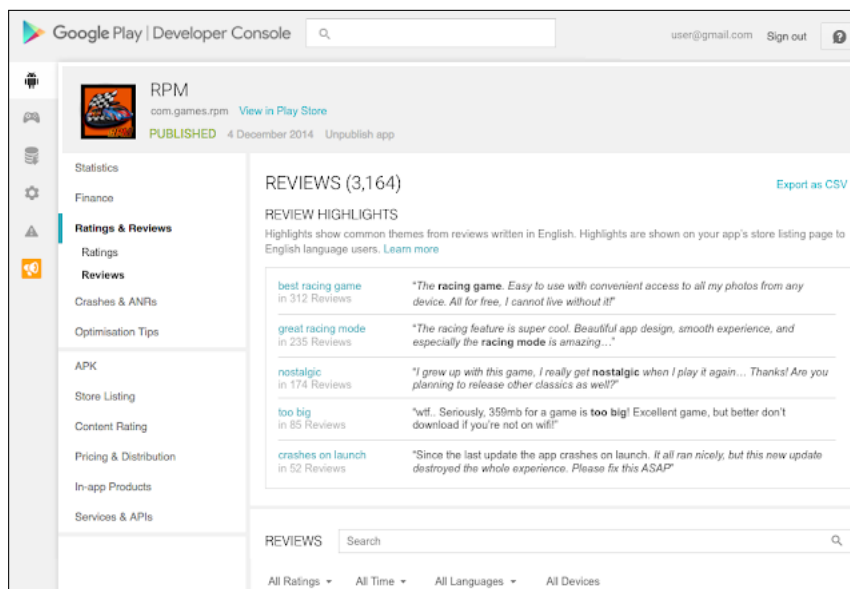 Google Play | Developer Console
user@gmail.com Sign out
RPM
com.games.rpm View in Play Store
PUBLISHED 4 December 2014 Unpublish app
Statistics
Finance
Ratings & Reviews
Ratings
Reviews
Crashes & ANRs
Optimisation Tips
APK
Store Listing
Content Rating
Pricing & Distribution
In-app Products
Services & APIs
REVIEWS (3,164)
Export as CSV
REVIEW HIGHLIGHTS
Highlights show common themes from reviews written in English. Highlights are shown on your app's store listing page to
English language users. Learn more
best racing game
in 312 Reviews
"The racing game. Easy to use with convenient access to all my photos from any
device. All for free, I cannot live without it!"
great racing mode
in 235 Reviews
"The racing feature is super cool. Beautiful app design, smooth experience, and
especially the racing mode is amazing…"
nostalgic
in 174 Reviews
"I grew up with this game, I really get nostalgic when I play it again… Thanks! Are you
planning to release other classics as well?"
too big
in 85 Reviews
"wtf.. Seriously, 359mb for a game is too big! Excellent game, but better don't
download if you're not on wifi!"
crashes on launch
in 52 Reviews
"Since the last update the app crashes on launch. It all ran nicely, but this new update
destroyed the whole experience. Please fix this ASAP"
REVIEWS
Search
All Ratings All Time All Languages All Devices